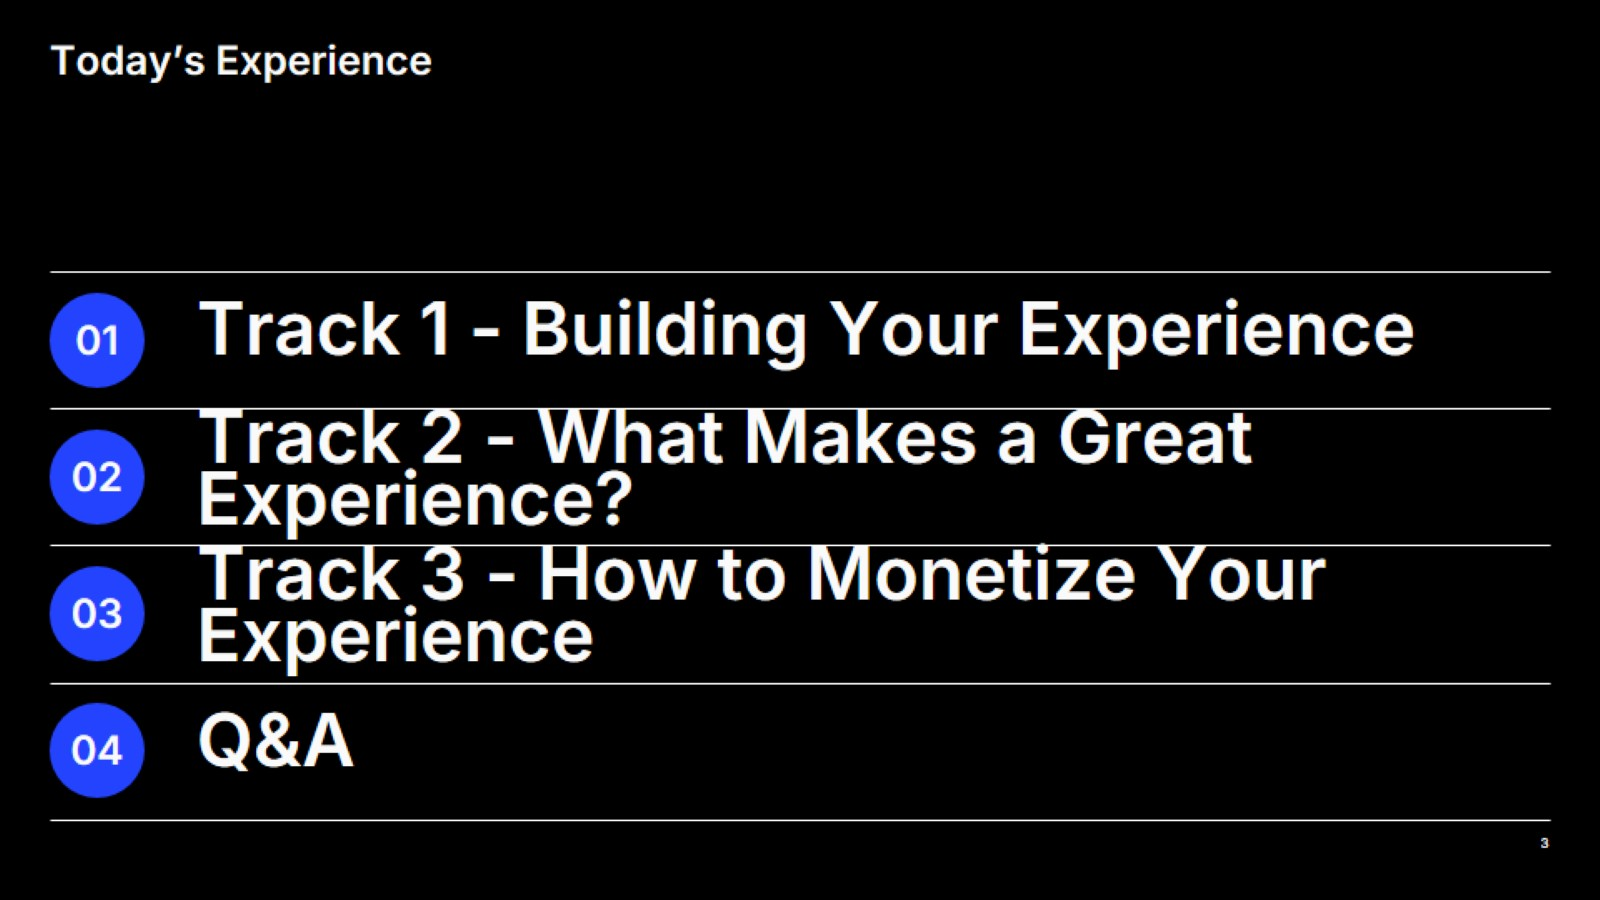 Today’s Experience
01
Track 1 - Building Your Experience
02
Track 2 - What Makes a Great
Experience?
03
Track 3 - How to Monetize Your
Experience
04
Q&A
3